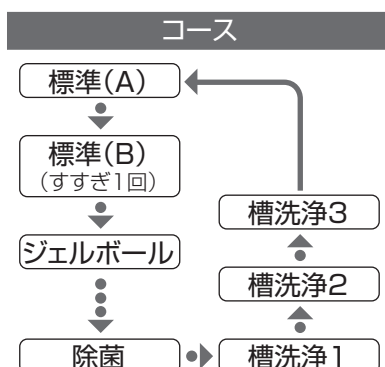 コース
標準(A)
標準(B)
(すすぎ1回)
ジェルボール
除菌
槽洗浄1
槽洗浄2
槽洗浄3